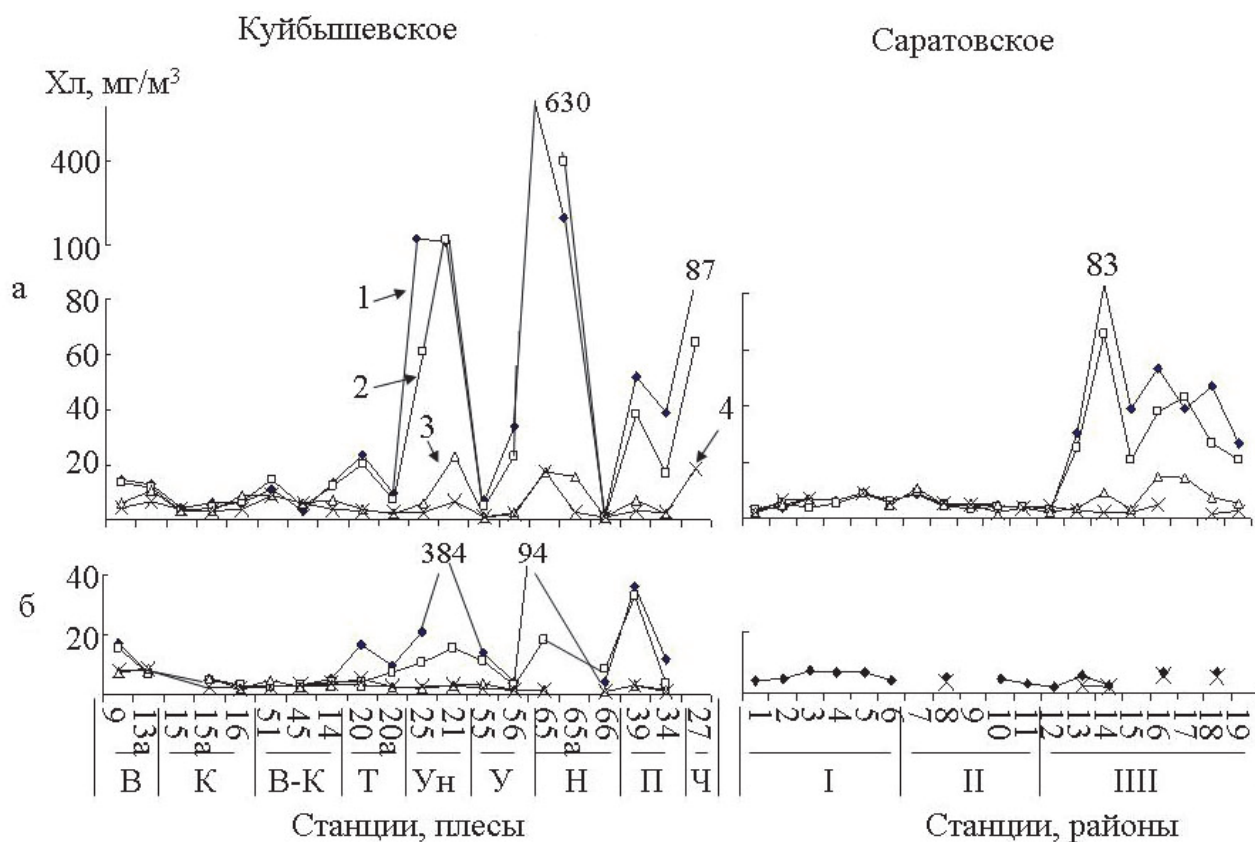 Куйбышевское
Саратовское
Хл, мг/м³
630
400
100
87
83
а
80
1
60
2
40
3
4
20
384
94
40
б
20
9 13а 15 15а 16 51 45 14 20 20а 25 21 55 56 65 65а 66 39 34 27
1 2 3 4 5 6 7 8 9 10 11 12 13 14 15 16 17 18 19
В К В-К Т Ун У Н П Ч
I II IIII
Станции, плесы
Станции, районы